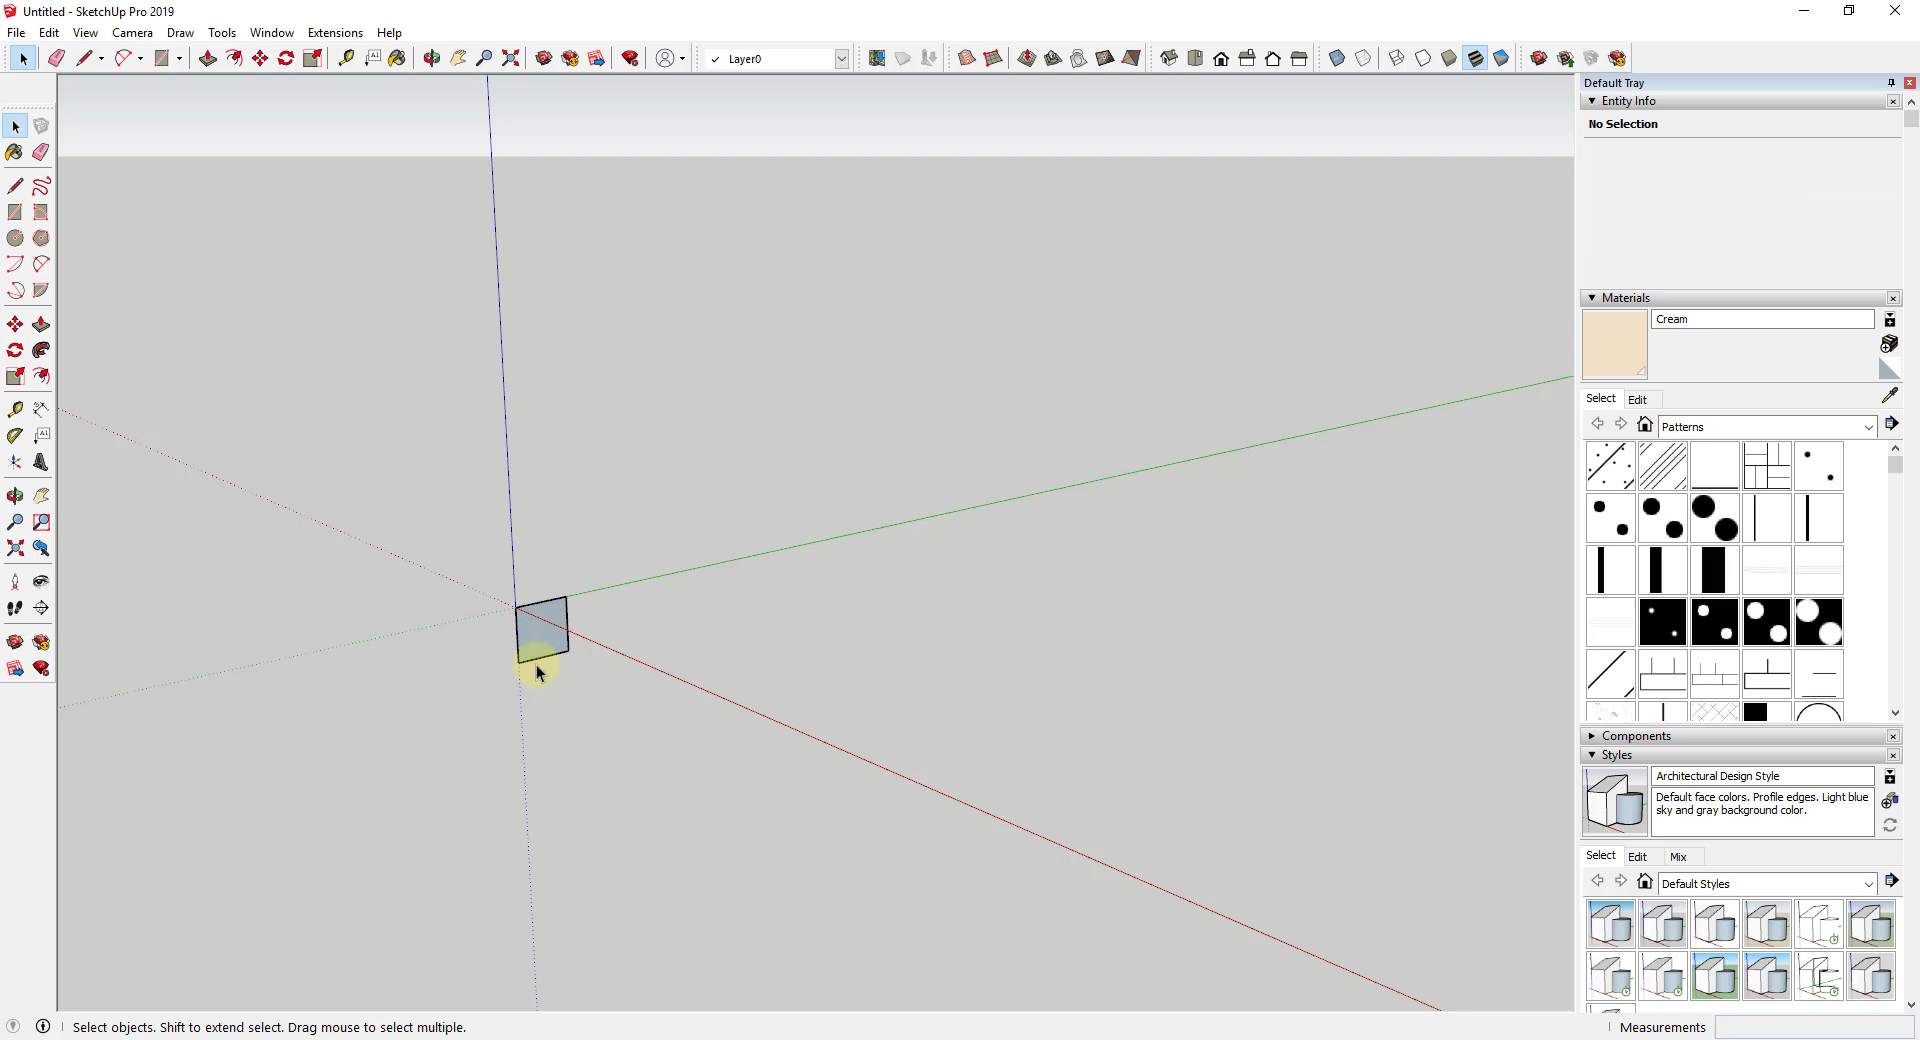 Untitled - SketchUp Pro 2019
File Edit View Camera Draw Tools Window Extensions Help
Layer0
Default Tray
Entity Info
No Selection
Materials
Cream
Select Edit
Patterns
Components
Styles
Architectural Design Style
Default face colors. Profile edges. Light blue
sky and gray background color.
Select Edit Mix
Default Styles
Select objects. Shift to extend select. Drag mouse to select multiple.
Measurements